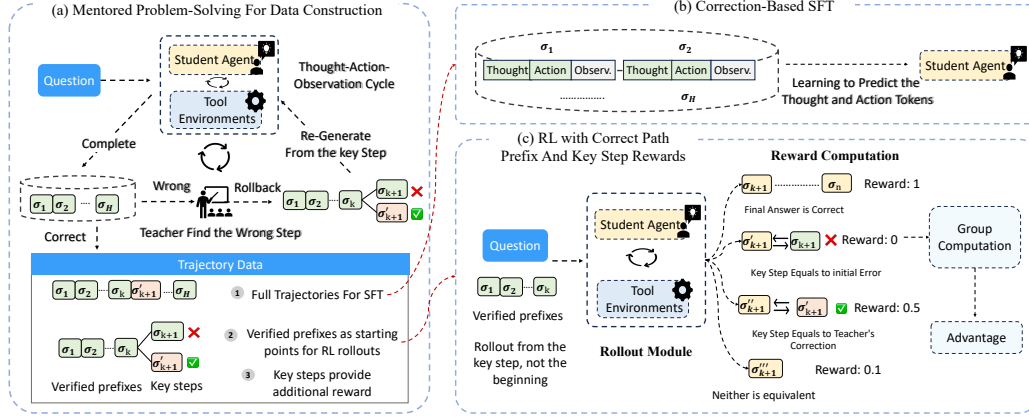 (a) Mentored Problem-Solving For Data Construction
Question
Student Agent
Tool
Environments
Thought-Action-
Observation Cycle
Complete
Re-Generate
From the key Step
σ1 σ2 ... σH
Wrong
Rollback
σ1 σ2 ... σk
σk+1
σ′k+1
Teacher Find the Wrong Step
Correct
Trajectory Data
σ1 σ2 ... σk σ′k+1 ... σH
1 Full Trajectories For SFT
σ1 σ2 ... σk
σk+1
σ′k+1
2 Verified prefixes as starting
points for RL rollouts
Verified prefixes Key steps
3 Key steps provide
additional reward
(b) Correction-Based SFT
σ1 σ2
Thought Action Observ. – Thought Action Observ.
.................... σH
Student Agent
Learning to Predict the
Thought and Action Tokens
(c) RL with Correct Path
Prefix And Key Step Rewards
Question
σ1 σ2 ... σk
Verified prefixes
Rollout from the
key step, not the
beginning
Student Agent
Tool
Environments
Rollout Module
Reward Computation
σk+1 .................... σn Reward: 1
Final Answer is Correct
σ′k+1 σk+1 Reward: 0
Key Step Equals to initial Error
σ′′k+1 σ′k+1 Reward: 0.5
Key Step Equals to Teacher's
Correction
σ′′′k+1 Reward: 0.1
Neither is equivalent
Group
Computation
Advantage